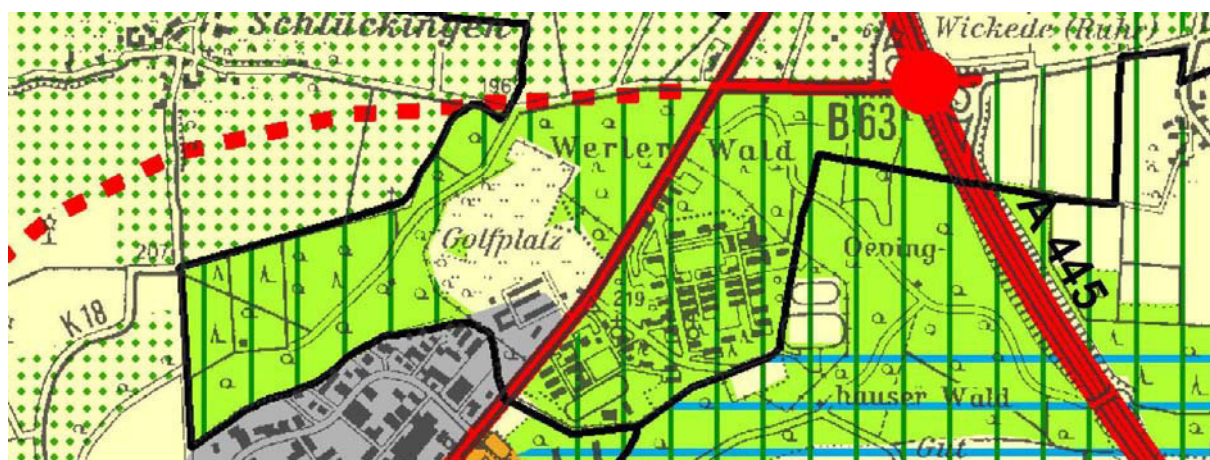 Schlückingen
Wickede (Ruhr)
196
B 63
Werler Wald
207
Golfplatz
Oeving-
219
A 445
K 18
hauser Wald
Gut